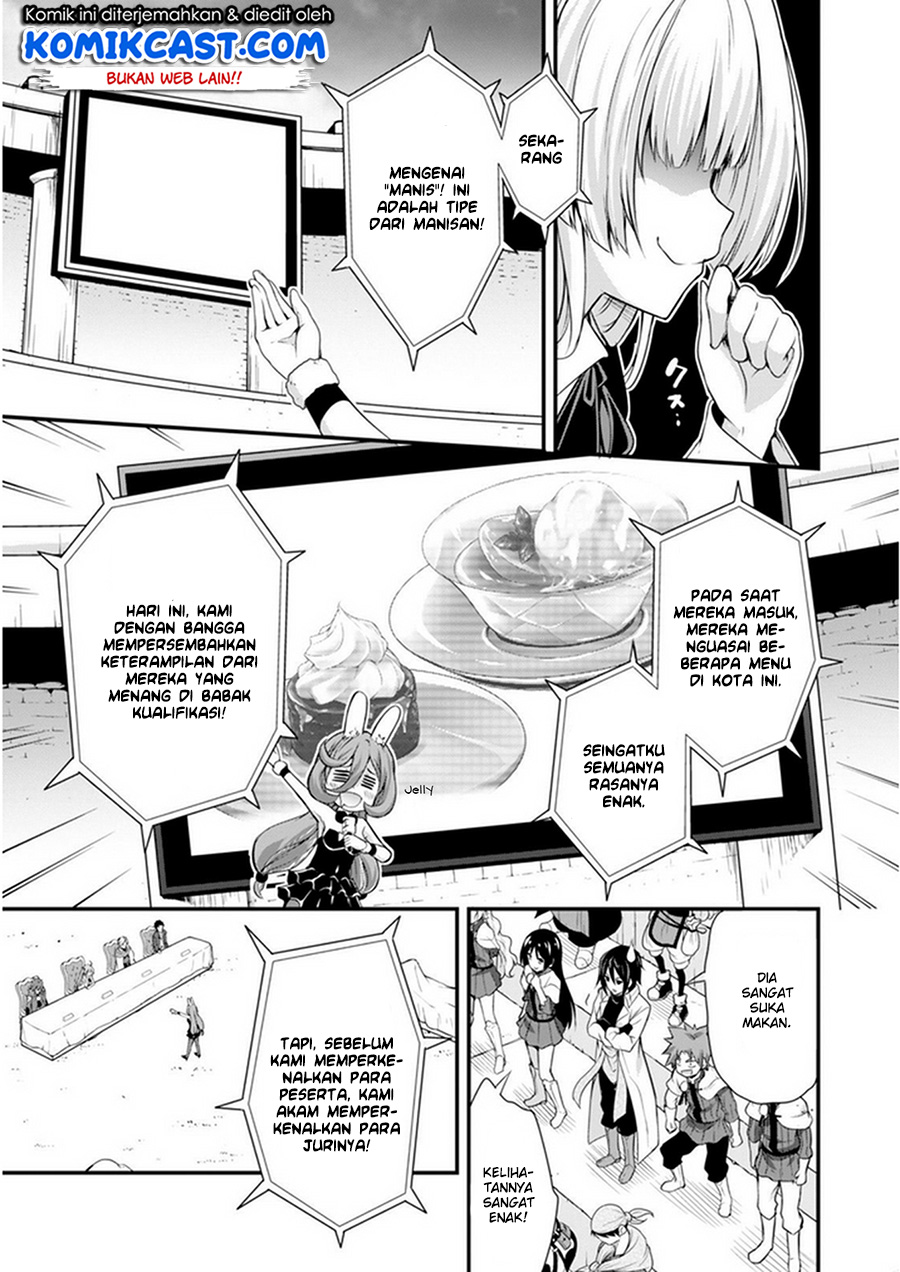 Komik ini diterjemahkan & diedit oleh
KOMIKCAST.COM
BUKAN WEB LAIN!!
SEKA-
RANG
MENGENAI
"MANIS"! INI
ADALAH TIPE
DARI MANISAN!
クス…
PADA SAAT
MEREKA MASUK,
MEREKA ME-
NGUASAI BE-
BERAPA MENU
DI KOTA INI.
SEINGATKU
SEMUANYA
RASANYA
ENAK.
HARI INI, KAMI
DENGAN BANGGA
MEMPERSEMBAHKAN
KETERAMPILAN DARI
MEREKA YANG
MENANG DI BABAK
KUALIFIKASI!
Jelly
DIA
SANGAT
SUKA
MAKAN.
KELIHA-
TANNYA
SANGAT
ENAK!
TAPI, SEBELUM
KAMI MEMPERKE-
NALKAN PARA
PESERTA, KAMI
AKAM MEMPER-
KENALKAN PARA
JURINYA!